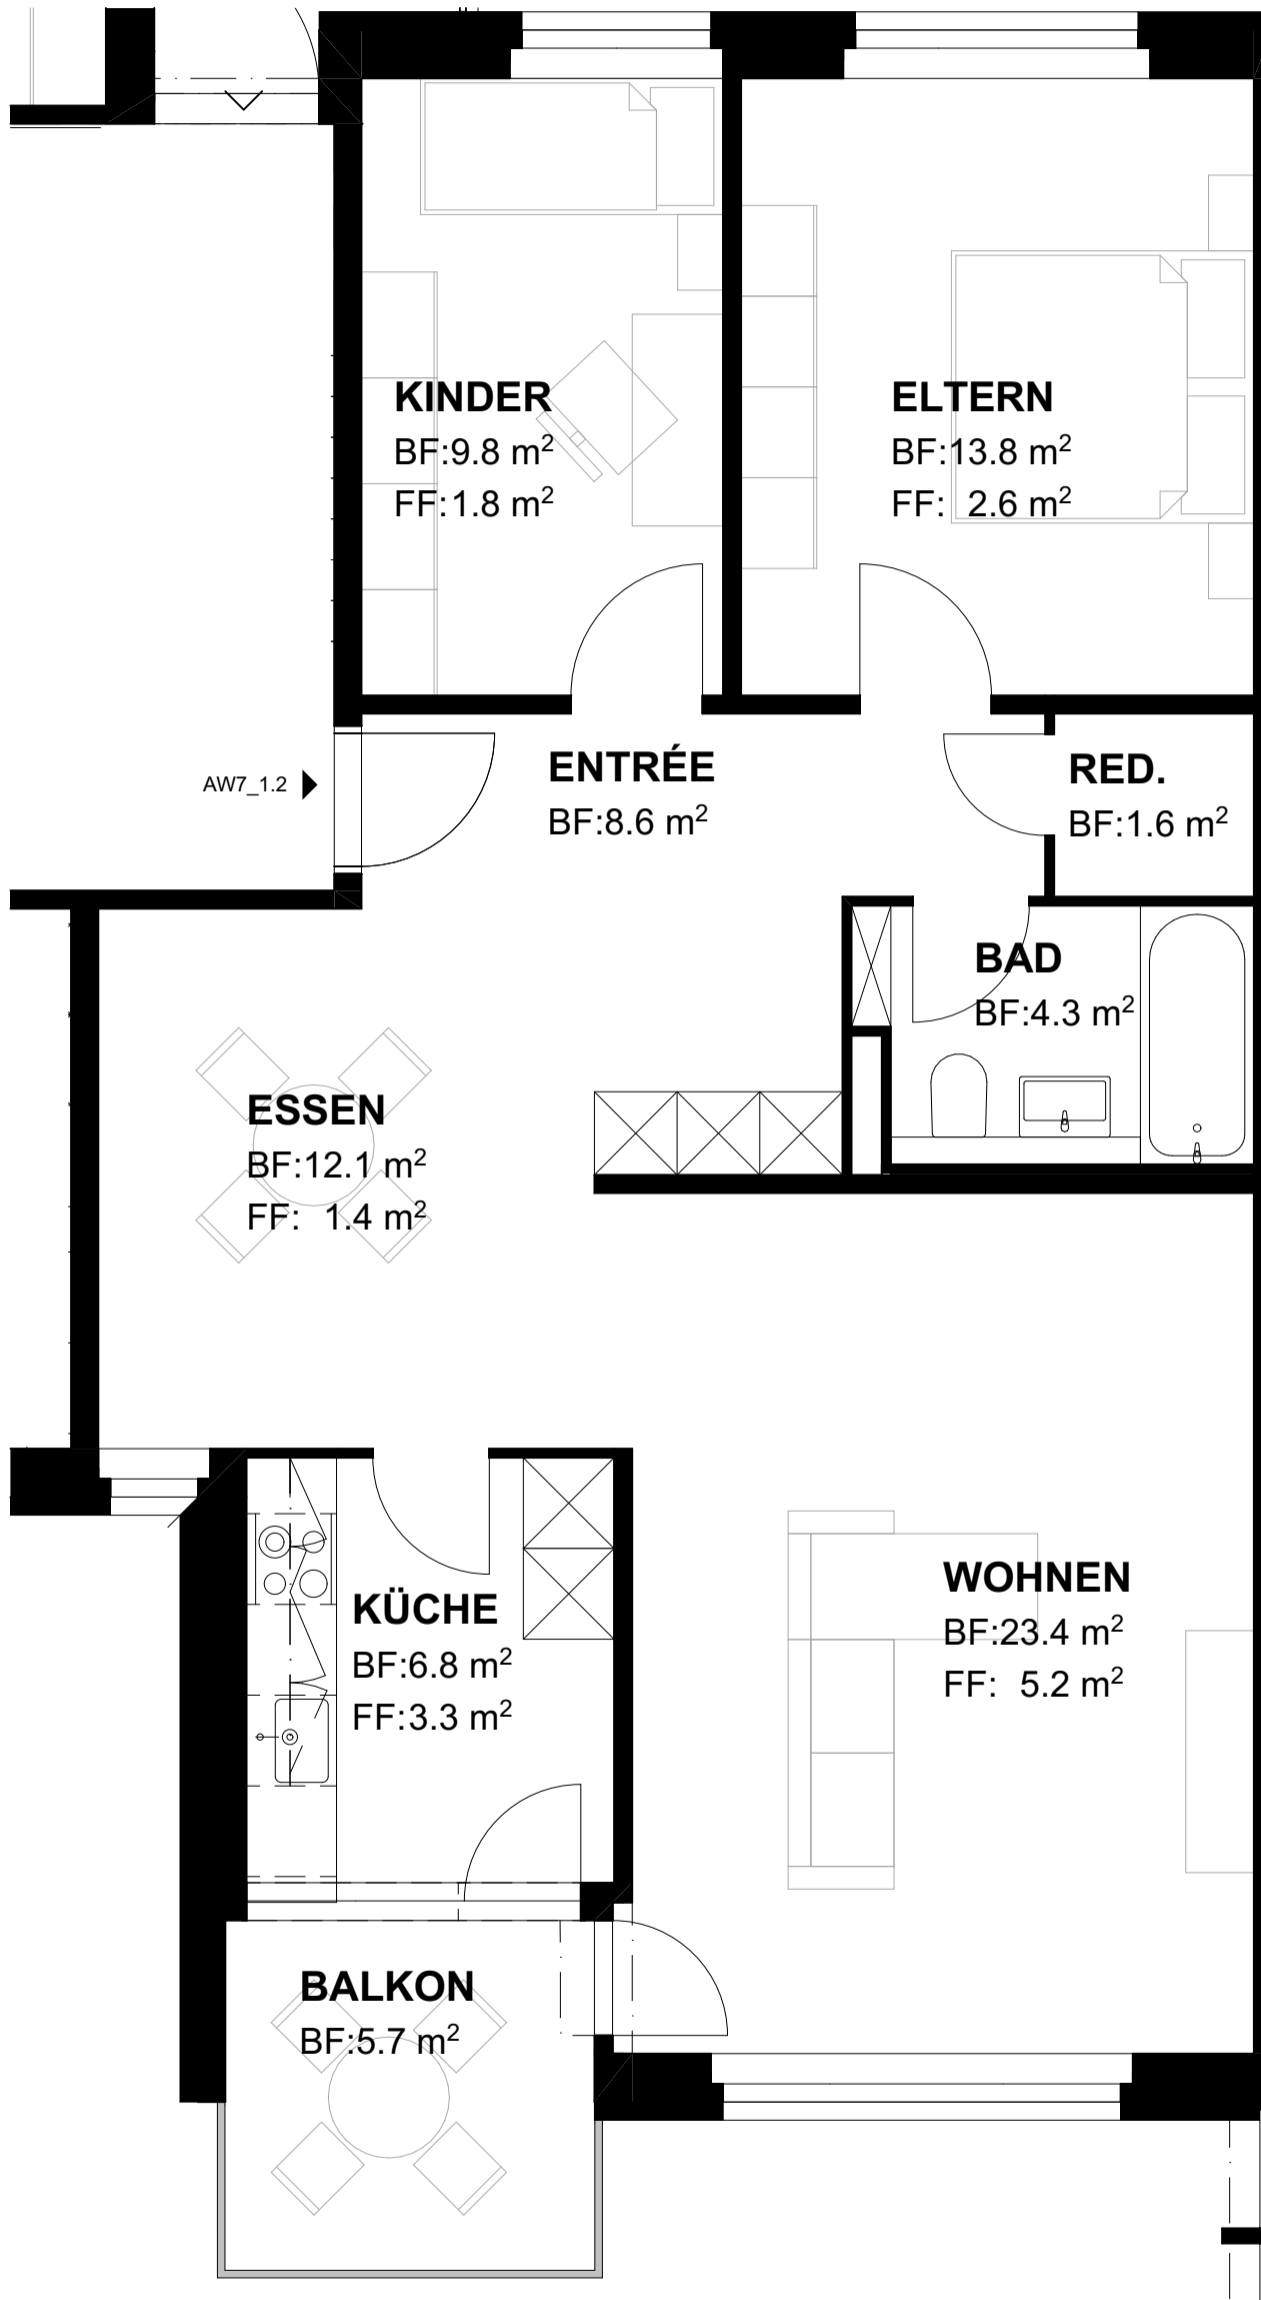 KINDER
BF:9.8 m²
FF:1.8 m²
ELTERN
BF:13.8 m²
FF: 2.6 m²
AW7_1.2
ENTRÉE
BF:8.6 m²
RED.
BF:1.6 m²
BAD
BF:4.3 m²
ESSEN
BF:12.1 m²
FF: 1.4 m²
WOHNEN
BF:23.4 m²
FF: 5.2 m²
KÜCHE
BF:6.8 m²
FF:3.3 m²
BALKON
BF:5.7 m²